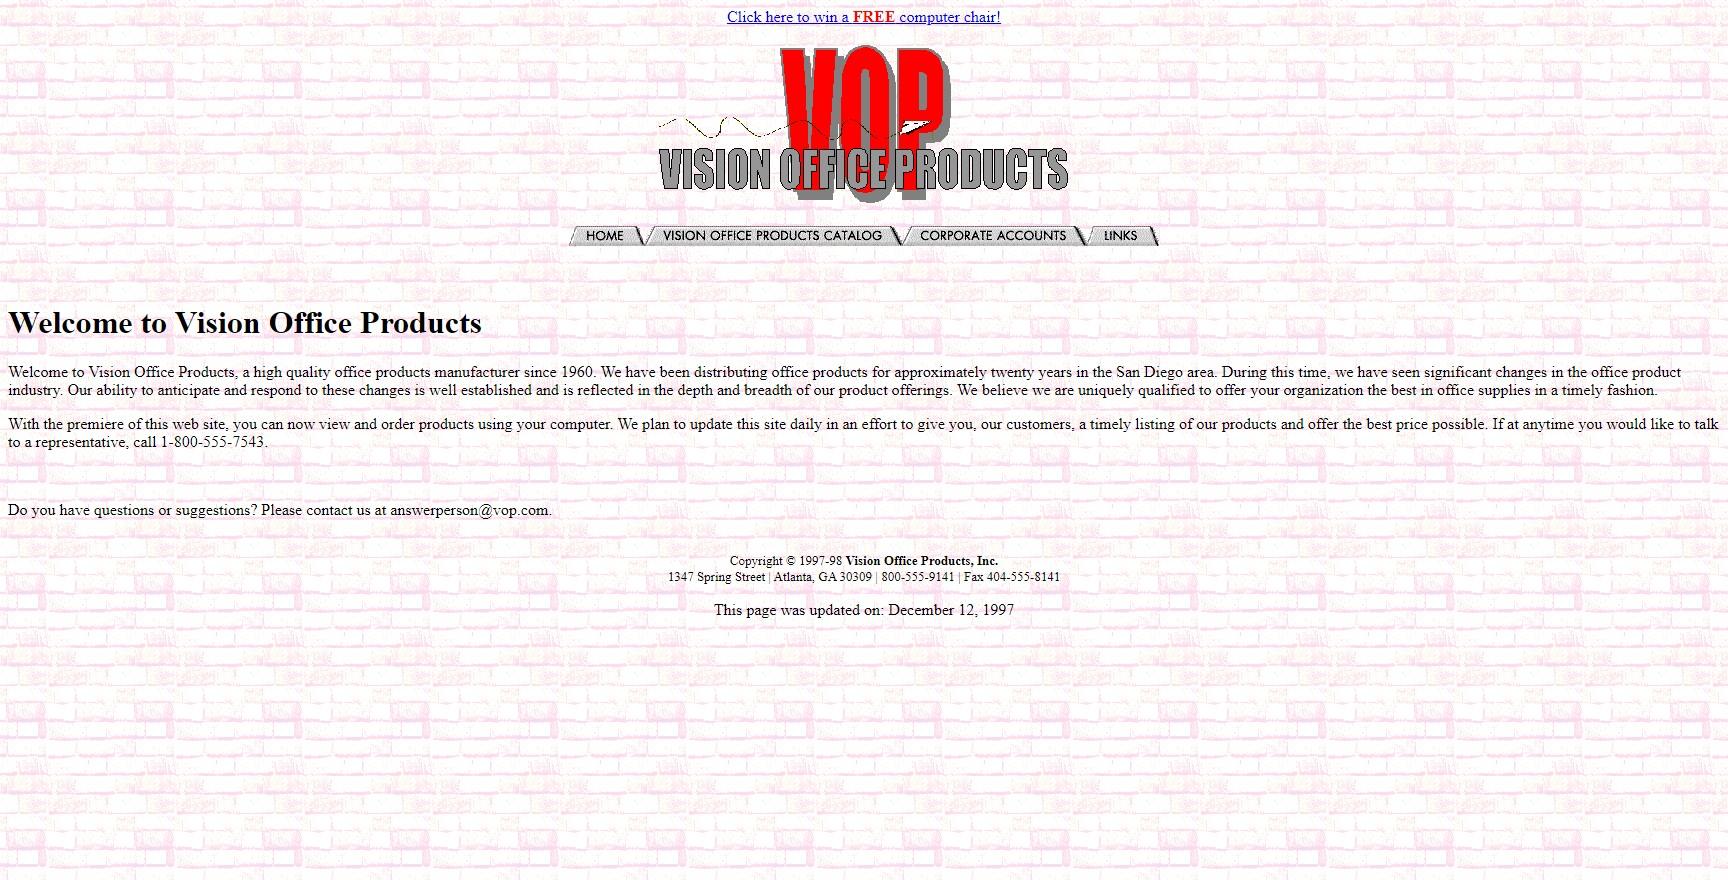 Click here to win a FREE computer chair!
VOP
VISION OFFICE PRODUCTS
HOME VISION OFFICE PRODUCTS CATALOG CORPORATE ACCOUNTS LINKS
Welcome to Vision Office Products
Welcome to Vision Office Products, a high quality office products manufacturer since 1960. We have been distributing office products for approximately twenty years in the San Diego area. During this time, we have seen significant changes in the office product
industry. Our ability to anticipate and respond to these changes is well established and is reflected in the depth and breadth of our product offerings. We believe we are uniquely qualified to offer your organization the best in office supplies in a timely fashion.
With the premiere of this web site, you can now view and order products using your computer. We plan to update this site daily in an effort to give you, our customers, a timely listing of our products and offer the best price possible. If at anytime you would like to talk
to a representative, call 1-800-555-7543.
Do you have questions or suggestions? Please contact us at answerperson@vop.com.
Copyright © 1997-98 Vision Office Products, Inc.
1347 Spring Street | Atlanta, GA 30309 | 800-555-9141 | Fax 404-555-8141
This page was updated on: December 12, 1997